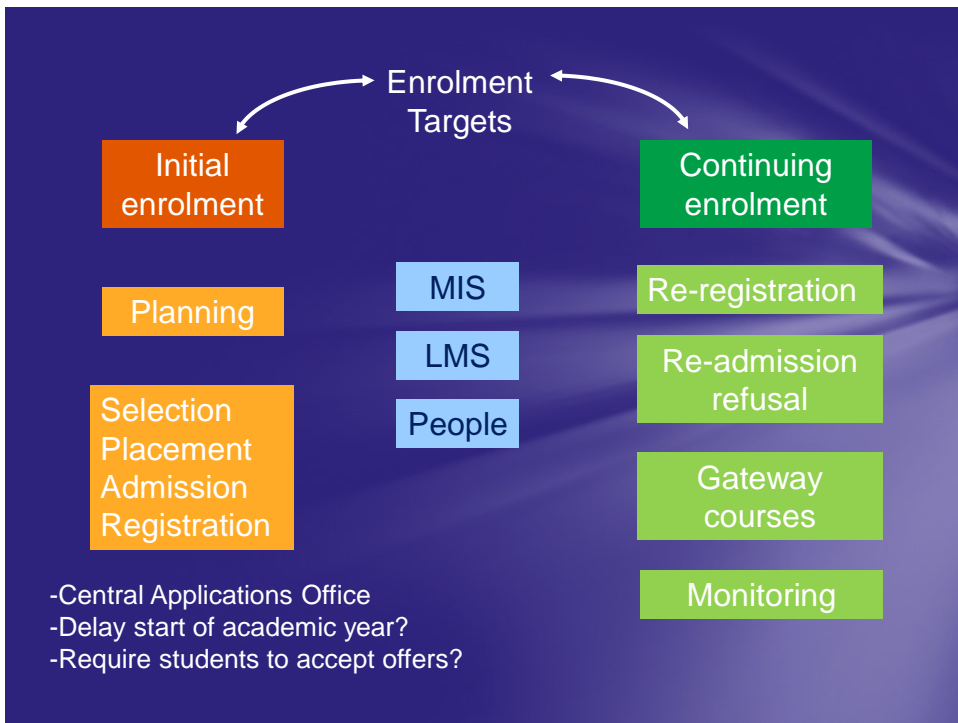 Enrolment
Targets
Initial
enrolment
Planning
Selection
Placement
Admission
Registration
-Central Applications Office
-Delay start of academic year?
-Require students to accept offers?
MIS
LMS
People
Continuing
enrolment
Re-registration
Re-admission
refusal
Gateway
courses
Monitoring